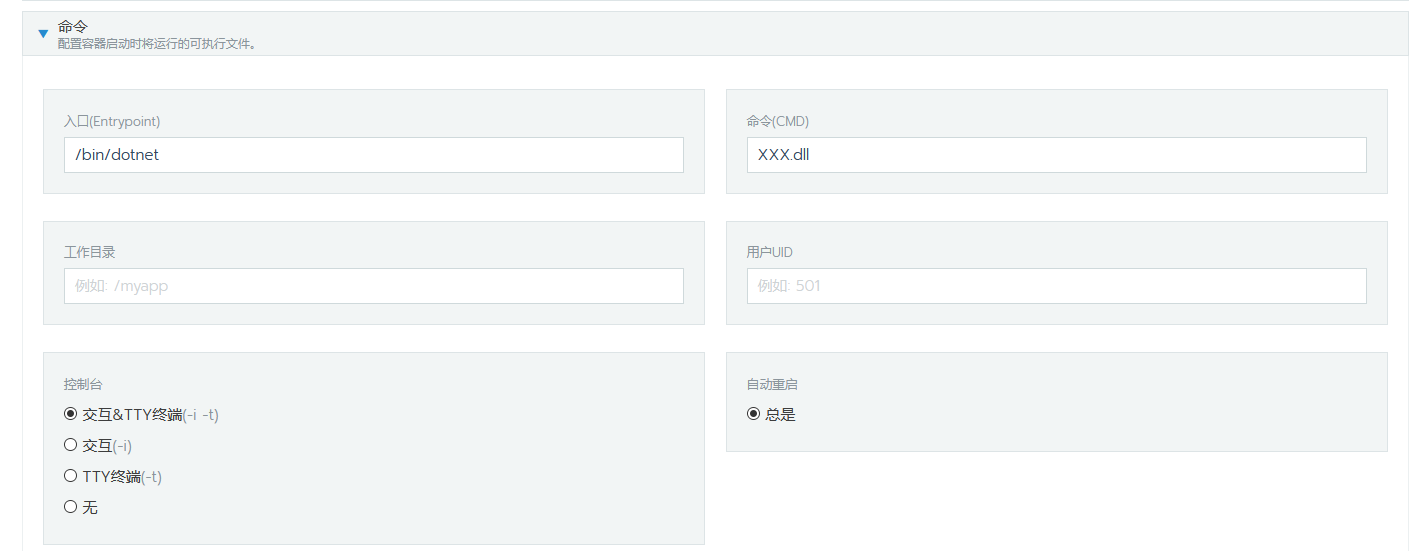 命令
配置容器启动时将运行的可执行文件。
入口(Entrypoint)
命令(CMD)
/bin/dotnet
XXX.dll
工作目录
用户UID
例如: /myapp
例如: 501
控制台
自动重启
交互&TTY终端(-i -t)
总是
交互(-i)
TTY终端(-t)
无